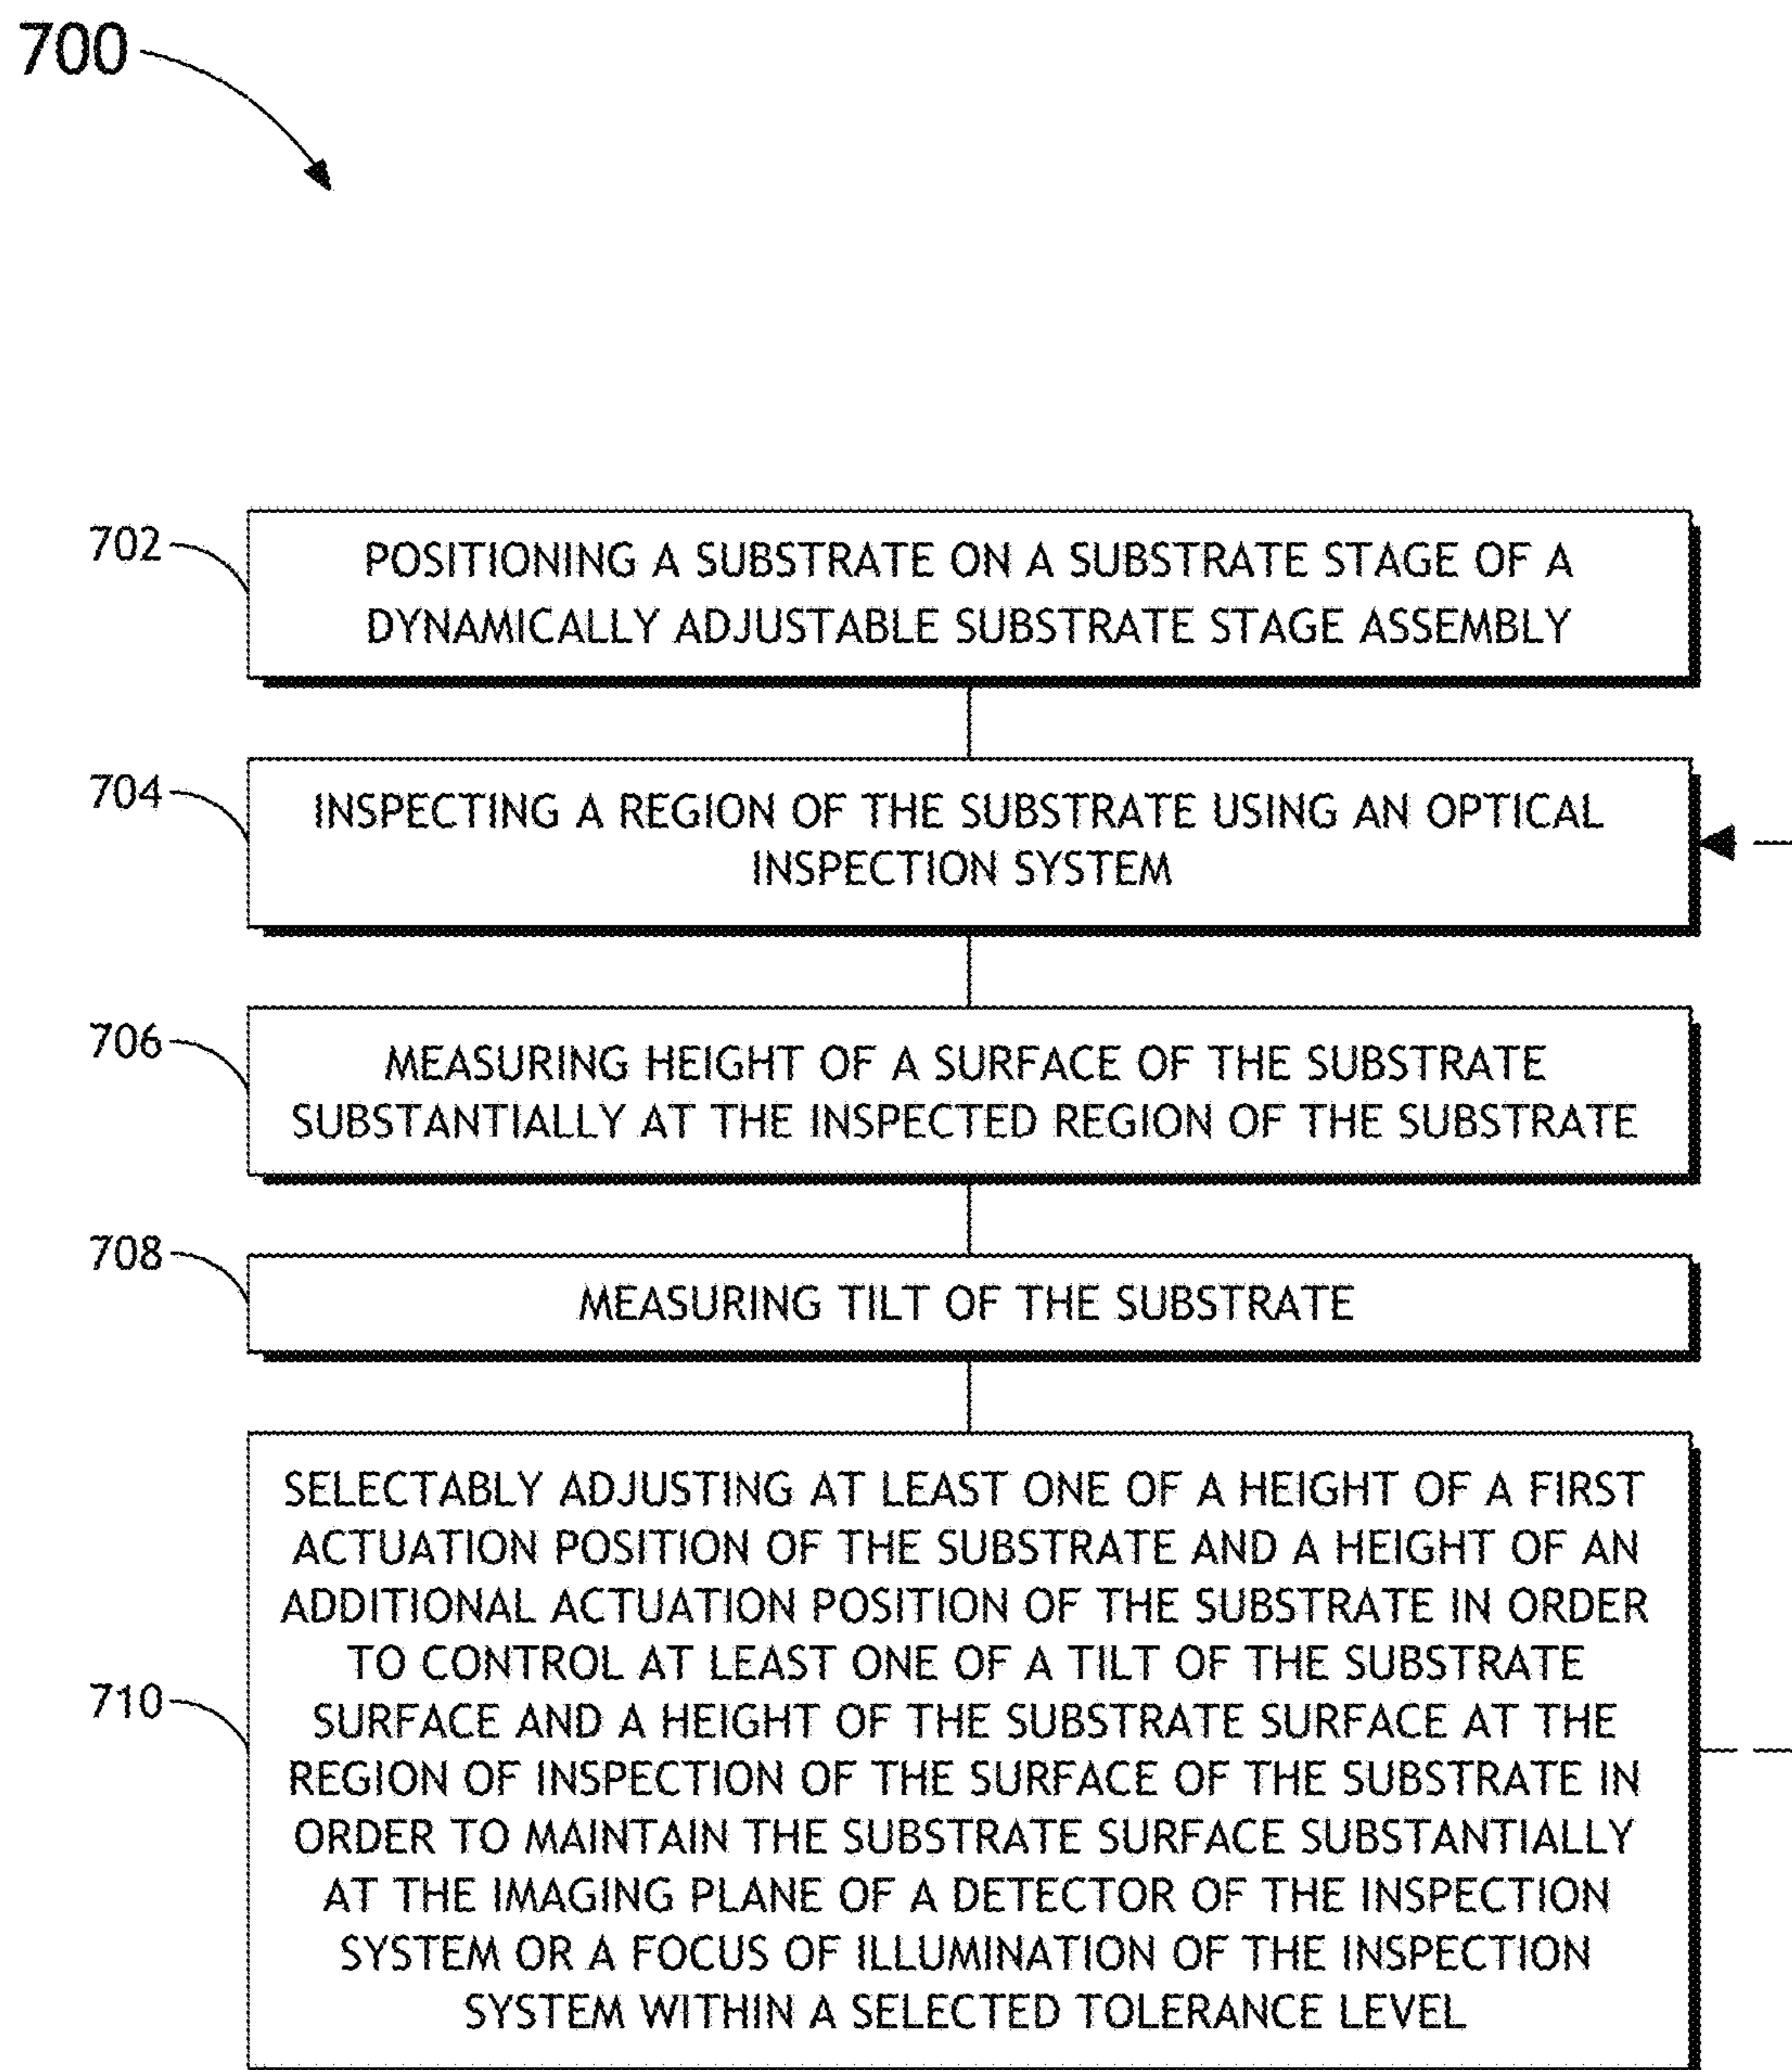 700
702
POSITIONING A SUBSTRATE ON A SUBSTRATE STAGE OF A
DYNAMICALLY ADJUSTABLE SUBSTRATE STAGE ASSEMBLY
704
INSPECTING A REGION OF THE SUBSTRATE USING AN OPTICAL
INSPECTION SYSTEM
706
MEASURING HEIGHT OF A SURFACE OF THE SUBSTRATE
SUBSTANTIALLY AT THE INSPECTED REGION OF THE SUBSTRATE
708
MEASURING TILT OF THE SUBSTRATE
710
SELECTABLY ADJUSTING AT LEAST ONE OF A HEIGHT OF A FIRST
ACTUATION POSITION OF THE SUBSTRATE AND A HEIGHT OF AN
ADDITIONAL ACTUATION POSITION OF THE SUBSTRATE IN ORDER
TO CONTROL AT LEAST ONE OF A TILT OF THE SUBSTRATE
SURFACE AND A HEIGHT OF THE SUBSTRATE SURFACE AT THE
REGION OF INSPECTION OF THE SURFACE OF THE SUBSTRATE IN
ORDER TO MAINTAIN THE SUBSTRATE SURFACE SUBSTANTIALLY
AT THE IMAGING PLANE OF A DETECTOR OF THE INSPECTION
SYSTEM OR A FOCUS OF ILLUMINATION OF THE INSPECTION
SYSTEM WITHIN A SELECTED TOLERANCE LEVEL